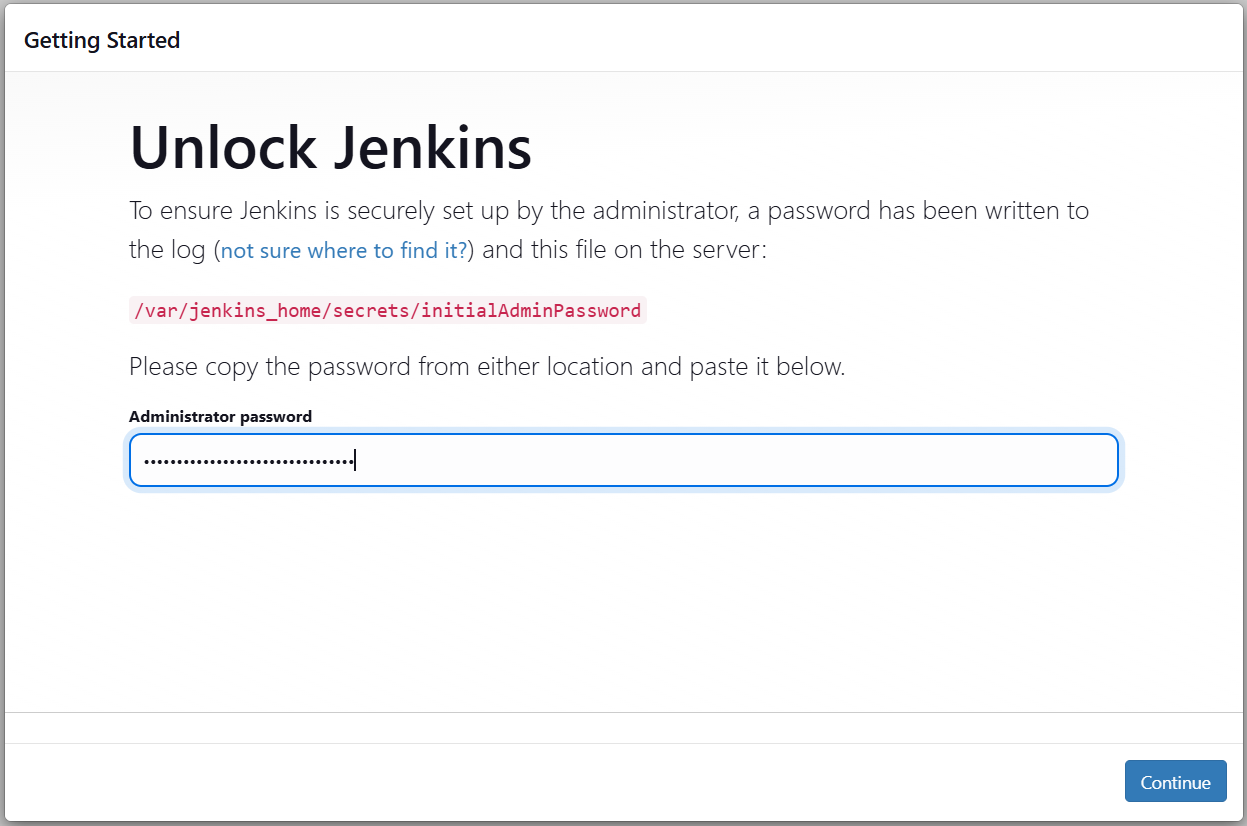 Getting Started
Unlock Jenkins
To ensure Jenkins is securely set up by the administrator, a password has been written to
the log (not sure where to find it?) and this file on the server:
/var/jenkins_home/secrets/initialAdminPassword
Please copy the password from either location and paste it below.
Administrator password
••••••••••••••••••••••••••••••••
Continue